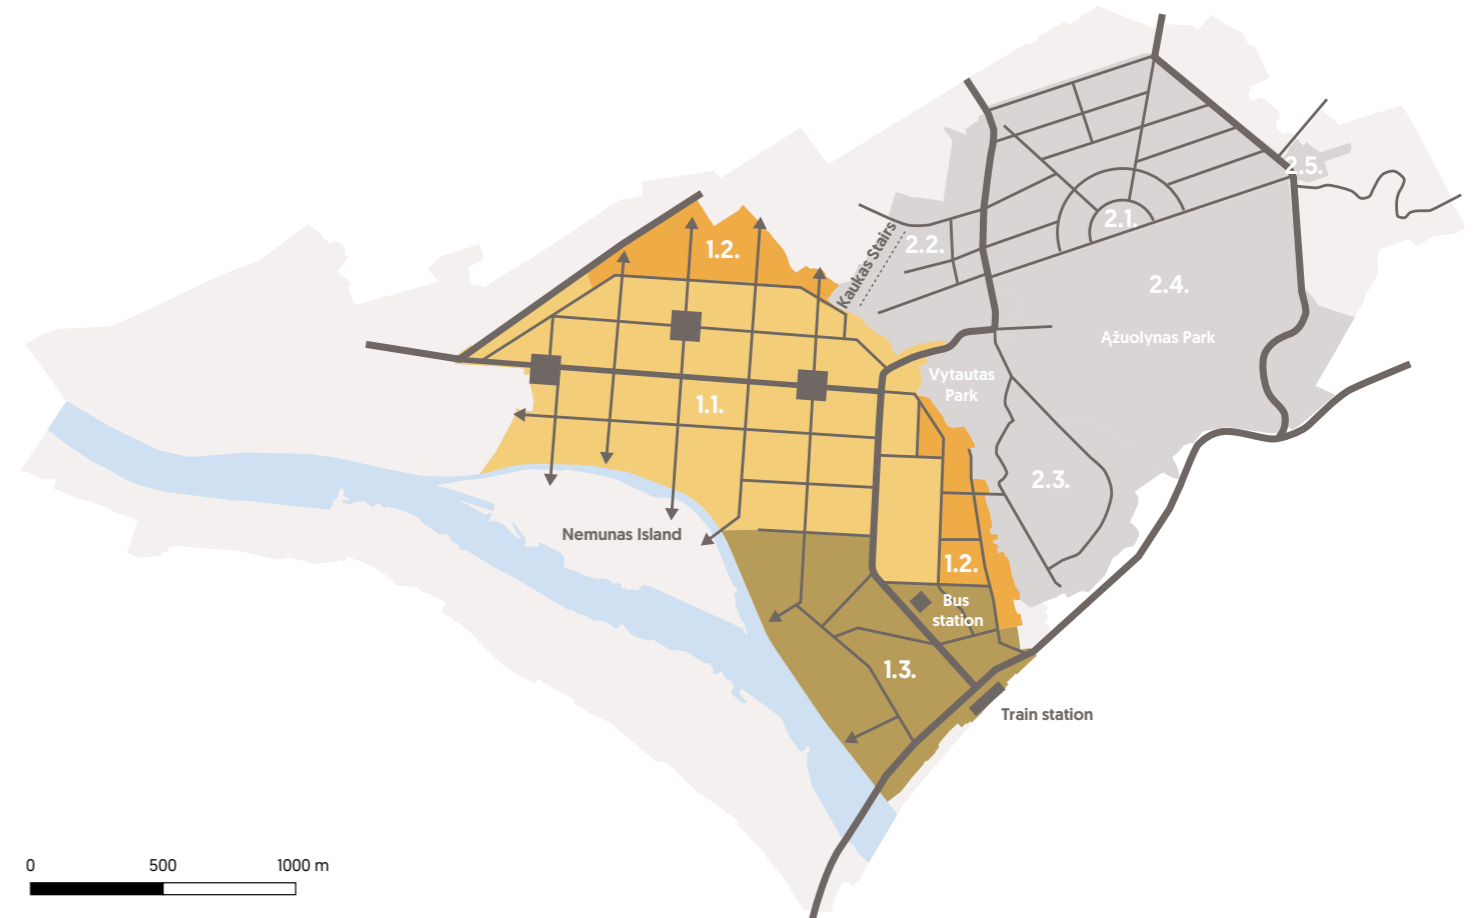 2.5.
2.1.
Kaukas Stairs
2.2.
1.2.
2.4.
Ąžuolynas Park
Vytautas
Park
1.1.
2.3.
Nemunas Island
1.2.
Bus
station
1.3.
Train station
0 500 1000 m